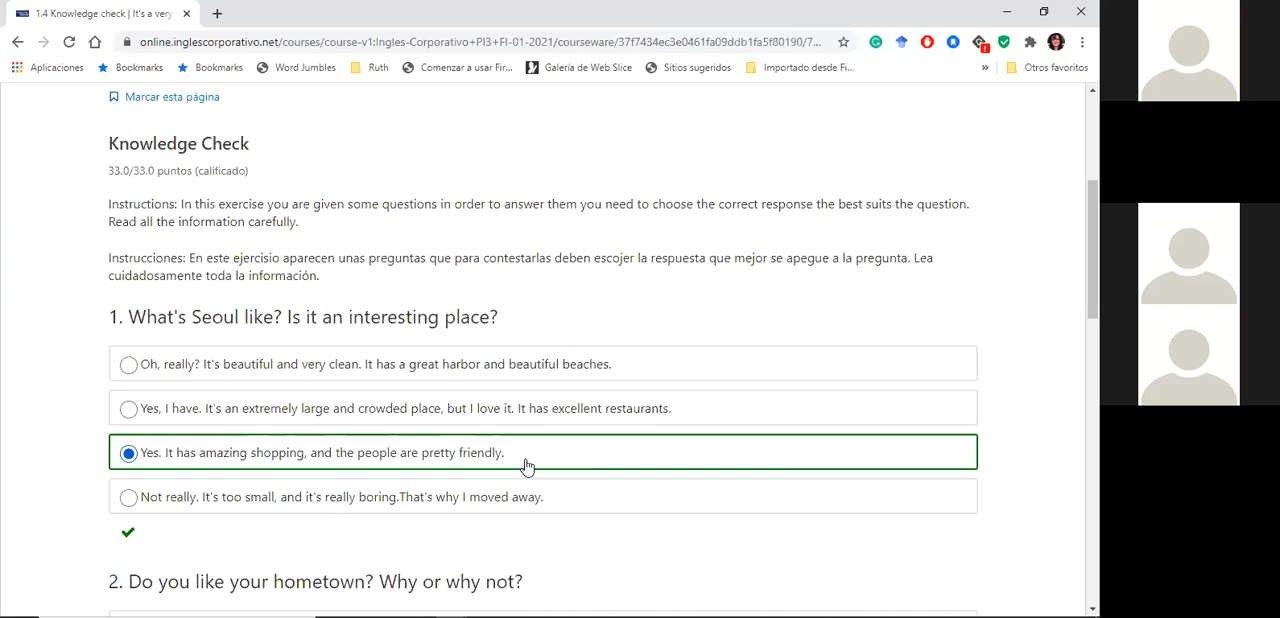 1.4 Knowledge check | It's a very
online.inglescorporativo.net/courses/course-v1:Ingles-Corporativo+PI3+FI-01-2021/courseware/37f7434ec3e0461fa09ddb1fa5f80190/7...
Aplicaciones Bookmarks Bookmarks Word Jumbles Ruth Comenzar a usar Fir... Galería de Web Slice Sitios sugeridos Importado desde Fi... » Otros favoritos
Marcar esta página
Knowledge Check
33.0/33.0 puntos (calificado)
Instructions: In this exercise you are given some questions in order to answer them you need to choose the correct response the best suits the question.
Read all the information carefully.
Instrucciones: En este ejercisio aparecen unas preguntas que para contestarlas deben escojer la respuesta que mejor se apegue a la pregunta. Lea
cuidadosamente toda la información.
1. What's Seoul like? Is it an interesting place?
Oh, really? It's beautiful and very clean. It has a great harbor and beautiful beaches.
Yes, I have. It's an extremely large and crowded place, but I love it. It has excellent restaurants.
Yes. It has amazing shopping, and the people are pretty friendly.
Not really. It's too small, and it's really boring.That's why I moved away.
2. Do you like your hometown? Why or why not?